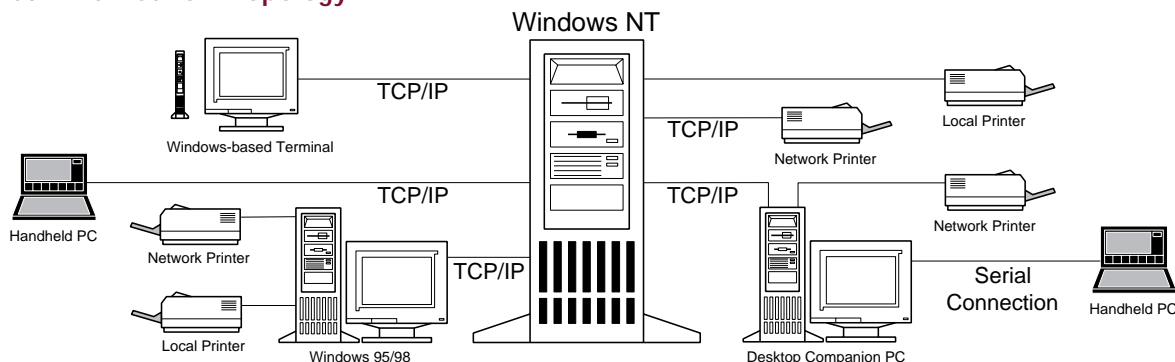 Windows NT
TCP/IP
Local Printer
TCP/IP
Windows-based Terminal
Network Printer
TCP/IP
TCP/IP
Handheld PC
Network Printer
Network Printer
TCP/IP
Serial
Connection
Handheld PC
Local Printer
Windows 95/98
Desktop Companion PC